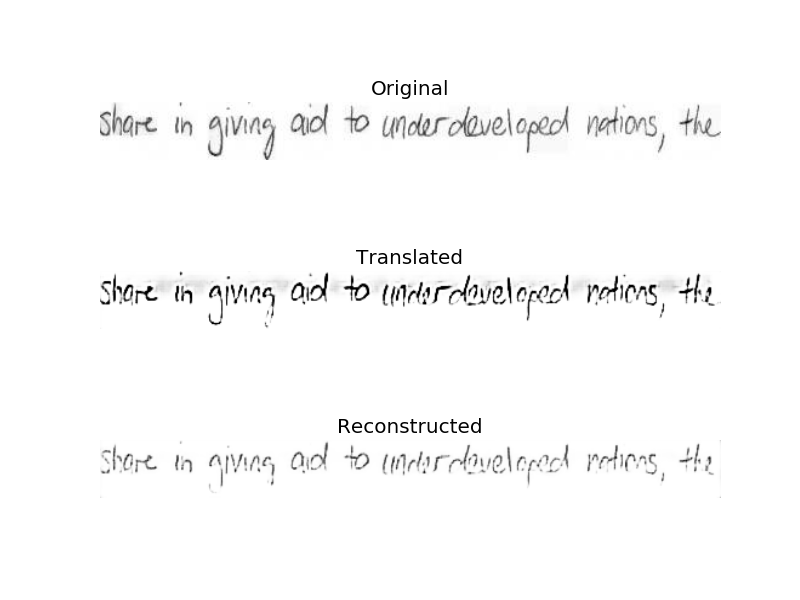 Original
share in giving aid to underdeveloped nations, the
Translated
share in giving aid to underdeveloped nations, the
Reconstructed
share in giving aid to underdeveloped nations, the